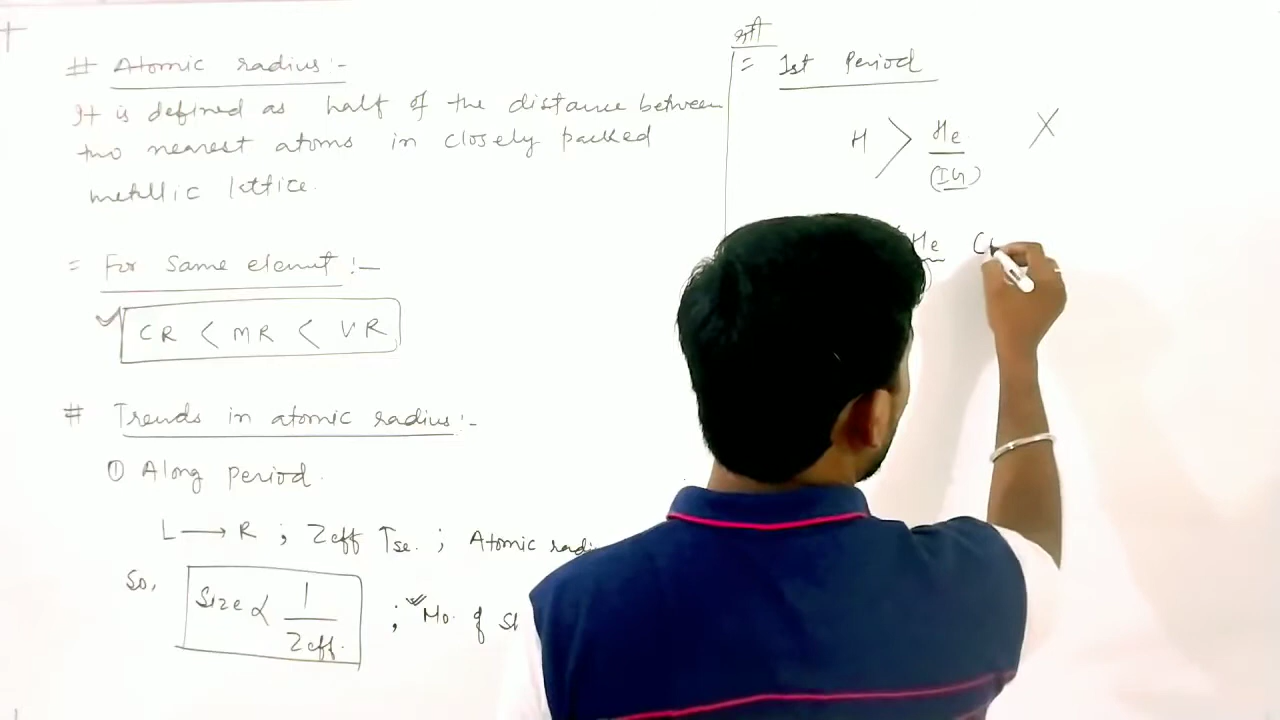 # Atomic radius :-
It is defined as half of the distance between
two nearest atoms in closely packed
metallic lattice.
= For same elemnt :-
CR < MR < VR
# Trends in atomic radius :-
① Along period.
L → R ; Zeff ↑se. ; Atomic radi
So, Size ∝ 1/Zeff. ; No. of Sh
= 1st Period
H > He X
(IG)
He